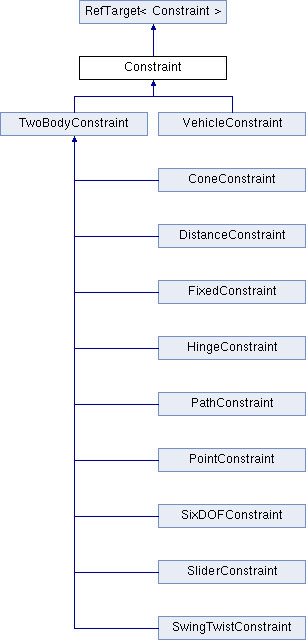 RefTarget< Constraint >
Constraint
TwoBodyConstraint
VehicleConstraint
ConeConstraint
DistanceConstraint
FixedConstraint
HingeConstraint
PathConstraint
PointConstraint
SixDOFConstraint
SliderConstraint
SwingTwistConstraint